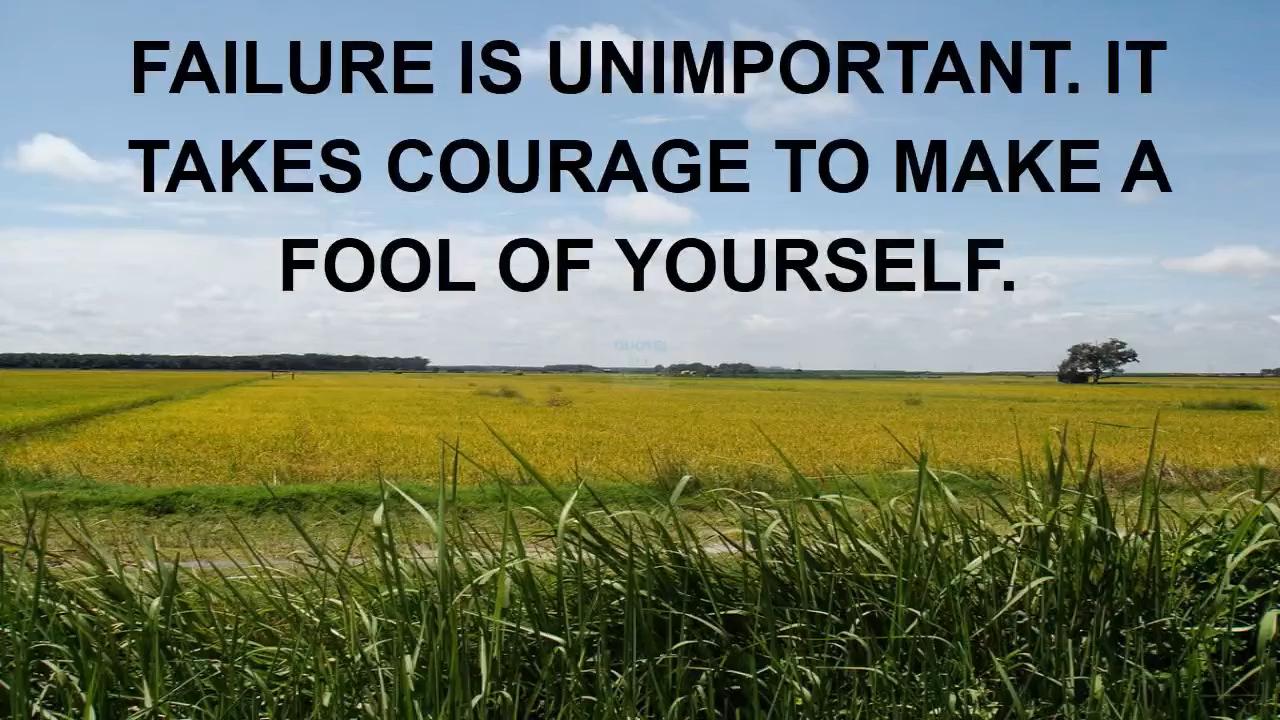 FAILURE IS UNIMPORTANT. IT
TAKES COURAGE TO MAKE A
FOOL OF YOURSELF.